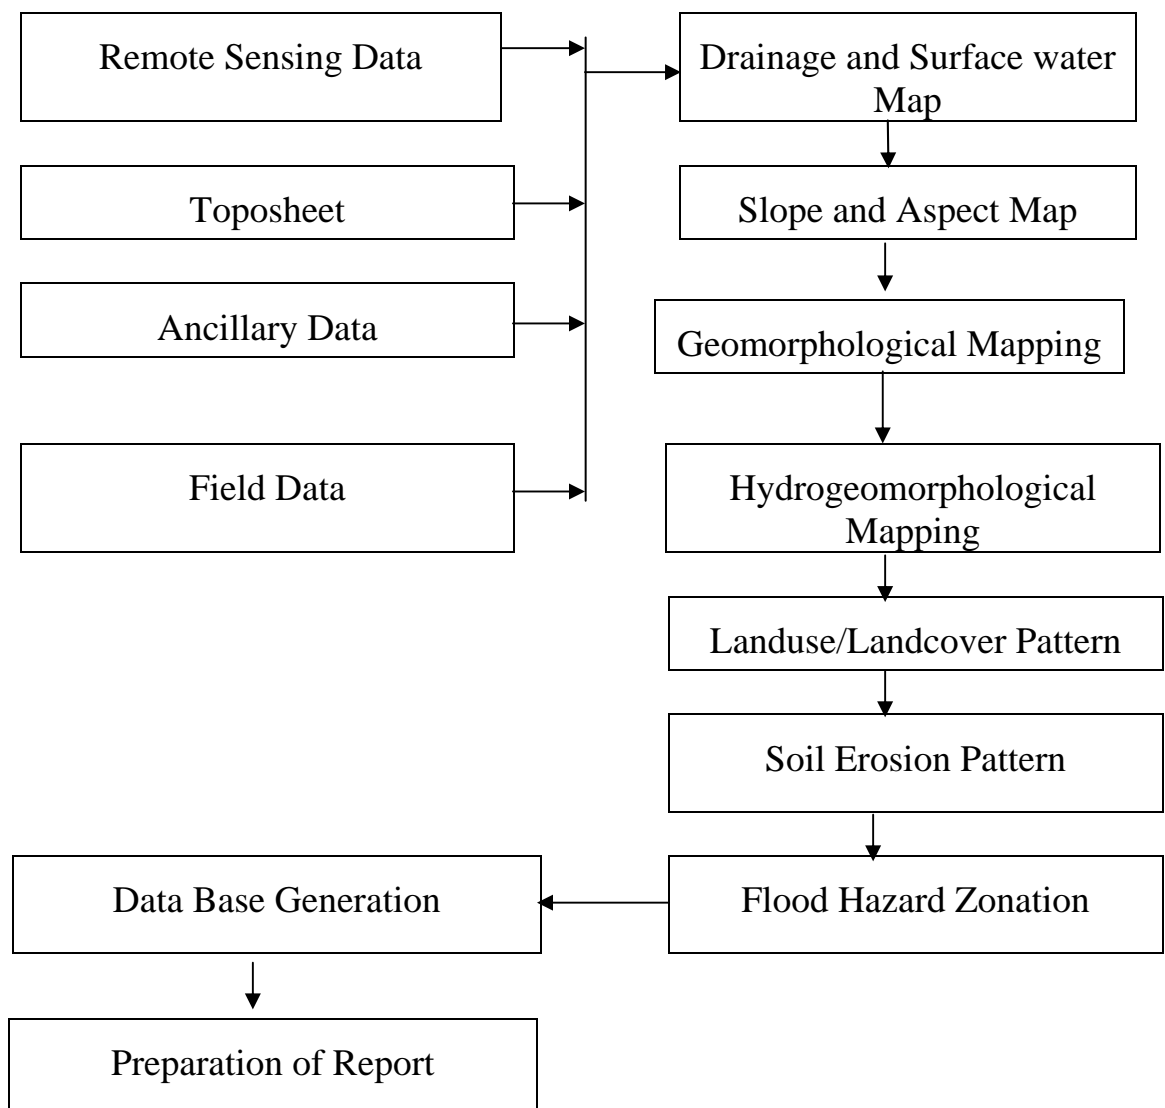 Remote Sensing Data
Toposheet
Ancillary Data
Field Data
Drainage and Surface water
Map
Slope and Aspect Map
Geomorphological Mapping
Hydrogeomorphological
Mapping
Landuse/Landcover Pattern
Soil Erosion Pattern
Flood Hazard Zonation
Data Base Generation
Preparation of Report